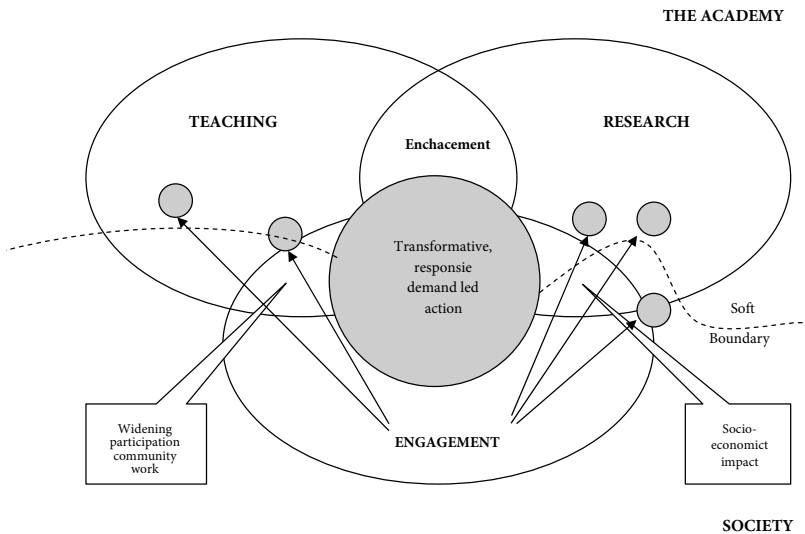 THE ACADEMY
TEACHING
RESEARCH
Enchacement
Transformative,
responsie
demand led
action
Soft
Boundary
Widening
participation
community
work
ENGAGEMENT
Socio-
economict
impact
SOCIETY